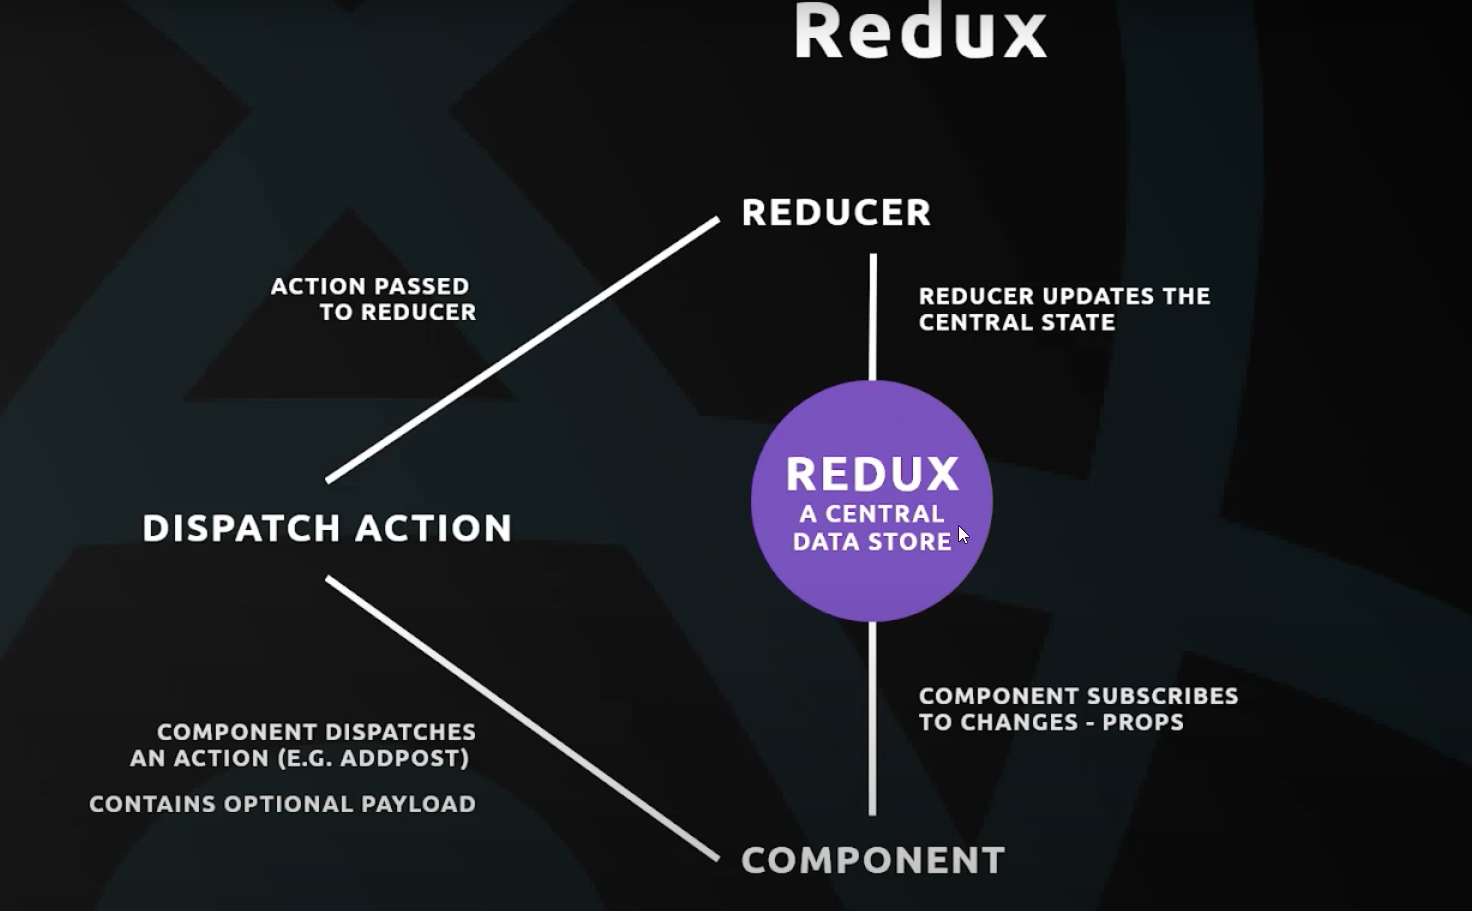 Redux
REDUCER
ACTION PASSED
TO REDUCER
REDUCER UPDATES THE
CENTRAL STATE
REDUX
A CENTRAL
DATA STORE
DISPATCH ACTION
COMPONENT DISPATCHES
AN ACTION (E.G. ADDPOST)
CONTAINS OPTIONAL PAYLOAD
COMPONENT SUBSCRIBES
TO CHANGES - PROPS
COMPONENT